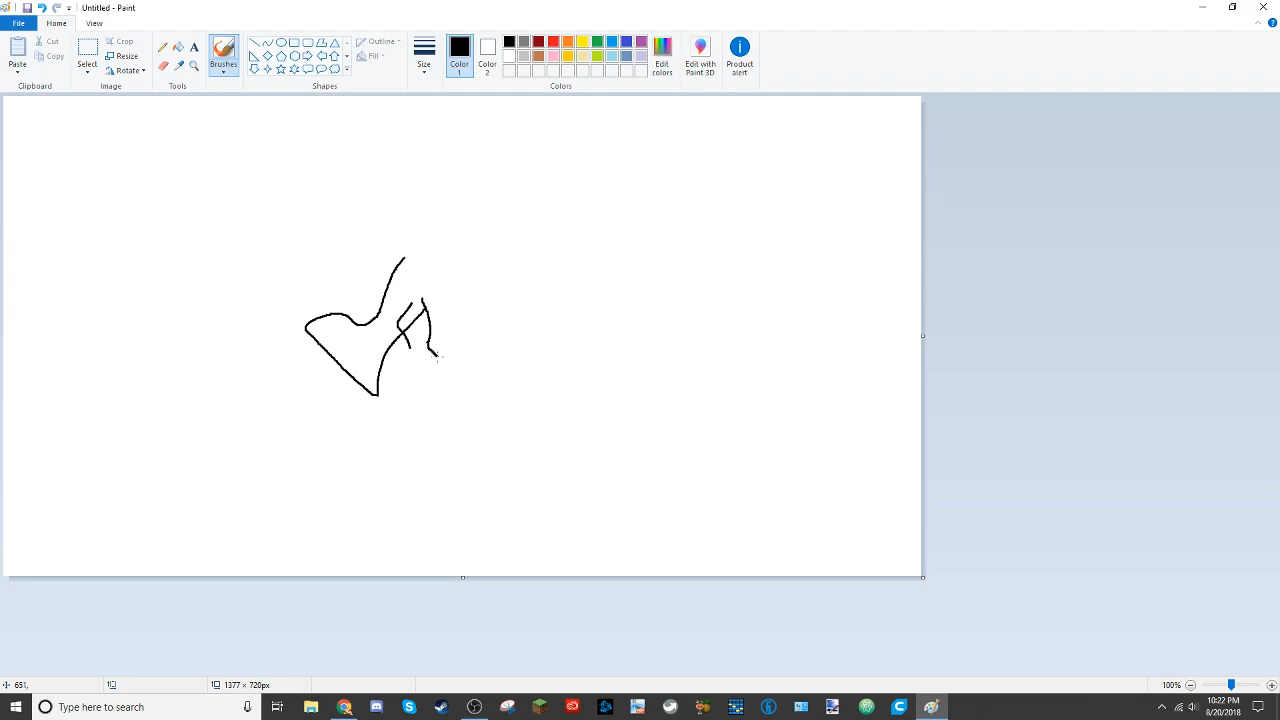 Untitled - Paint
File Home View
Paste
Cut
Copy
Clipboard
Select
Crop
Resize
Rotate
Image
A
Tools
Brushes
Outline
Fill
Shapes
Size
Color 1
Color 2
Edit colors
Colors
Edit with Paint 3D
Product alert
651,
1377 × 720px
100%
Type here to search
10:22 PM
8/20/2018